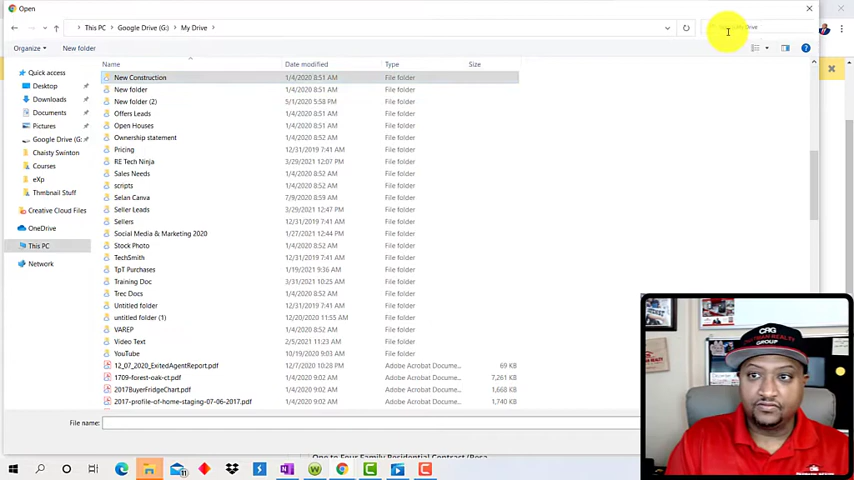 Open
This PC > Google Drive (G:) > My Drive
Organize
New folder
Name Date modified Type Size
Quick access
Desktop
Downloads
Documents
Pictures
Google Drive (G:
Chaisty Swinton
Courses
eXp
Thmbnail Stuff
Creative Cloud Files
OneDrive
This PC
Network
New Construction 1/4/2020 8:51 AM File folder
New folder 1/4/2020 8:51 AM File folder
New folder (2) 5/1/2020 5:58 PM File folder
Offers Leads 1/4/2020 8:51 AM File folder
Open Houses 1/4/2020 8:51 AM File folder
Ownership statement 1/4/2020 8:52 AM File folder
Pricing 12/31/2019 7:41 AM File folder
RE Tech Ninja 3/29/2021 12:07 PM File folder
Sales Needs 1/4/2020 8:52 AM File folder
scripts 1/4/2020 8:52 AM File folder
Selan Canva 7/9/2020 8:59 AM File folder
Seller Leads 3/29/2021 12:47 PM File folder
Sellers 12/31/2019 7:41 AM File folder
Social Media & Marketing 2020 1/27/2021 12:44 PM File folder
Stock Photo 1/4/2020 8:52 AM File folder
TechSmith 12/31/2019 7:41 AM File folder
TpT Purchases 1/19/2021 9:36 AM File folder
Training Doc 3/31/2021 10:25 AM File folder
Trec Docs 1/4/2020 8:52 AM File folder
Untitled folder 12/31/2019 7:41 AM File folder
untitled folder (1) 12/20/2020 11:55 AM File folder
VAREP 1/4/2020 8:52 AM File folder
Video Text 2/5/2021 11:23 AM File folder
YouTube 10/19/2020 9:03 AM File folder
12_07_2020_ExitedAgentReport.pdf 12/7/2020 10:28 PM Adobe Acrobat Docume... 69 KB
1709-forest-oak-ct.pdf 1/4/2020 9:02 AM Adobe Acrobat Docume... 7,261 KB
2017BuyerFridgeChart.pdf 1/4/2020 9:02 AM Adobe Acrobat Docume... 1,668 KB
2017-profile-of-home-staging-07-06-2017.pdf 1/4/2020 9:02 AM Adobe Acrobat Docume... 1,740 KB
File name:
One to Four Family Residential Contract (Resa
CRG
REALTY
GROUP
11